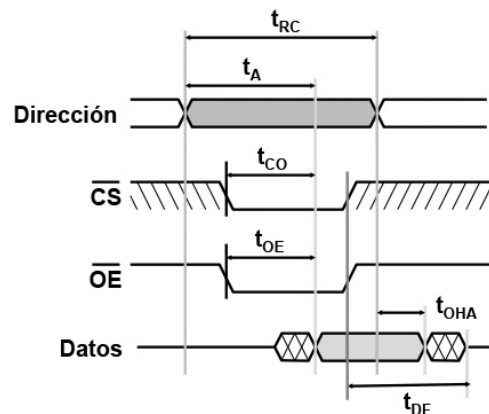 tRC
tA
Dirección
tCO
CS
tOE
OE
tOHA
Datos
tDF